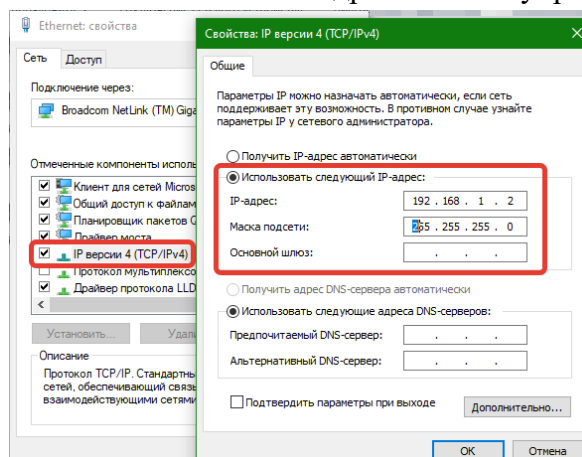 Ethernet: свойства
Сеть Доступ
Подключение через:
Broadcom NetLink (TM) Giga
Отмеченные компоненты исполь
Клиент для сетей Micros
Общий доступ к файлам
Планировщик пакетов Q
Драйвер моста
IP версии 4 (TCP/IPv4)
Протокол мультиплексо
Драйвер протокола LLD
Установить... Удал
Описание
Протокол TCP/IP. Стандартны
сетей, обеспечивающий связь
взаимодействующими сетями
Свойства: IP версии 4 (TCP/IPv4)
Общие
Параметры IP можно назначать автоматически, если сеть
поддерживает эту возможность. В противном случае узнайте
параметры IP у сетевого администратора.
Получить IP-адрес автоматически
Использовать следующий IP-адрес:
IP-адрес: 192 . 168 . 1 . 2
Маска подсети: 255 . 255 . 255 . 0
Основной шлюз: . . .
Получить адрес DNS-сервера автоматически
Использовать следующие адреса DNS-серверов:
Предпочитаемый DNS-сервер: . . .
Альтернативный DNS-сервер: . . .
Подтвердить параметры при выходе Дополнительно...
OK Отмена